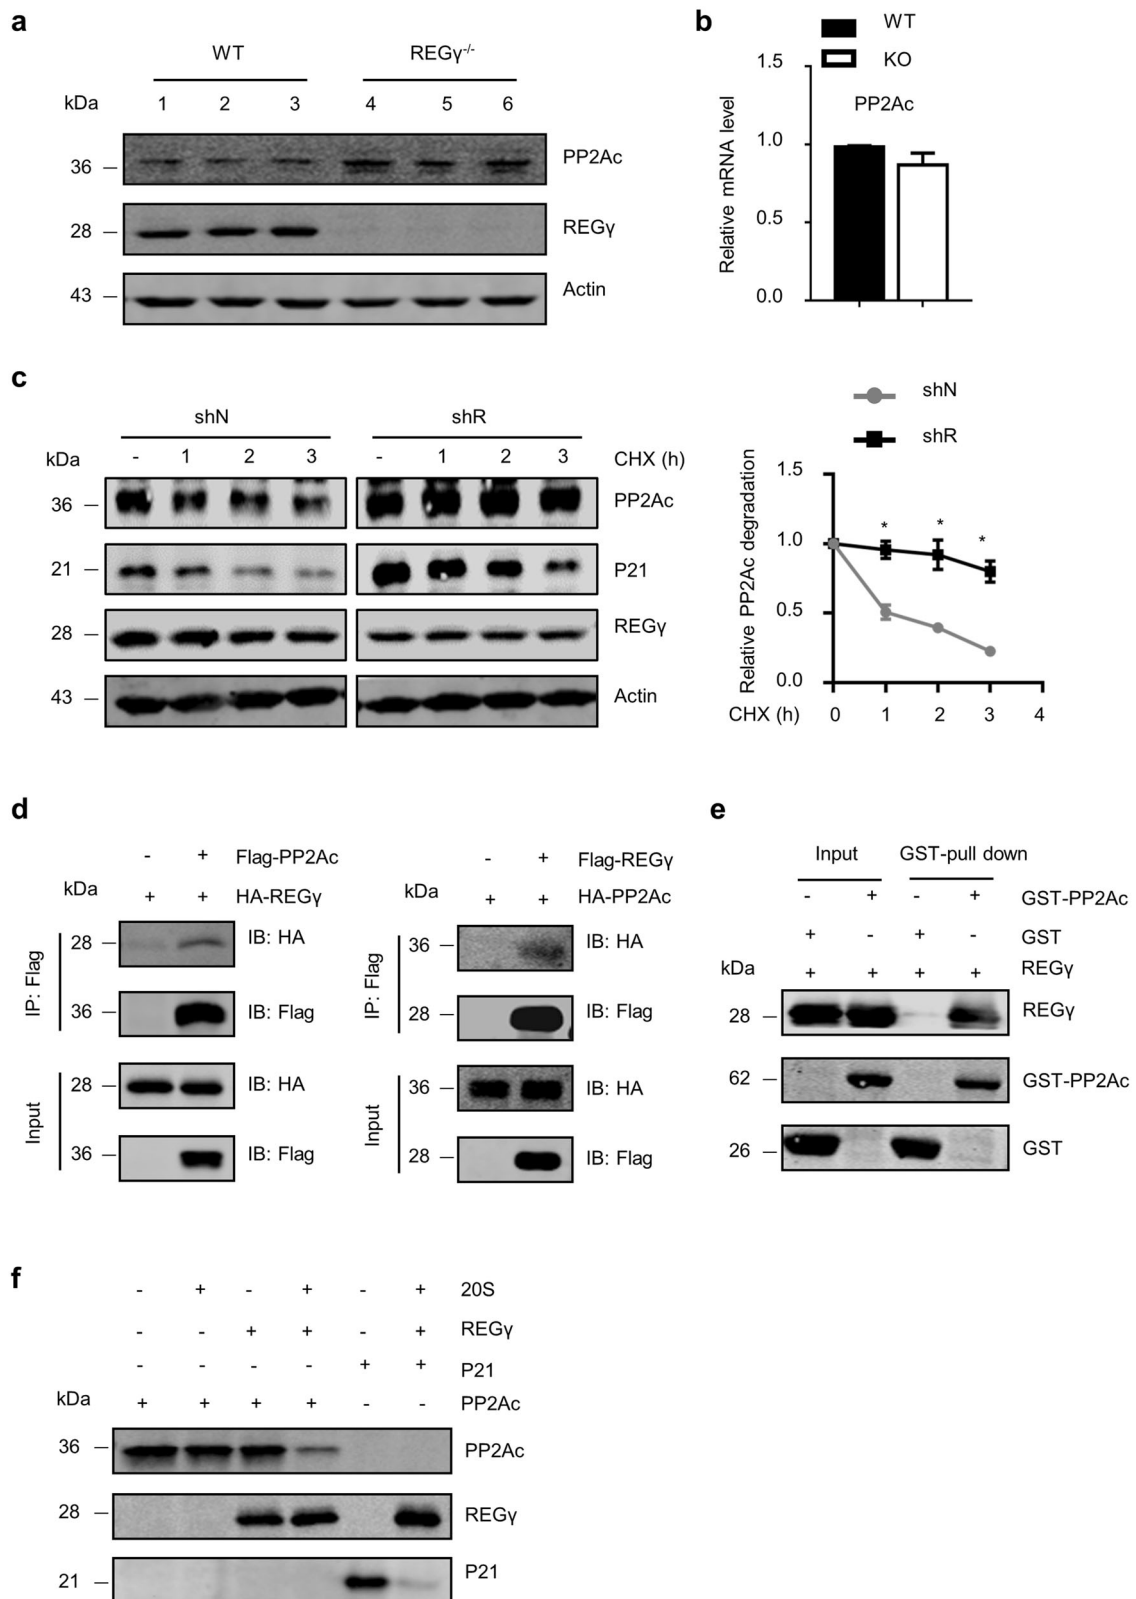 a
WT REGγ-/-
kDa 1 2 3 4 5 6
36 PP2Ac
28 REGγ
43 Actin
b
WT
KO
PP2Ac
Relative mRNA level
1.5
1.0
0.5
0.0
c
shN shR
kDa - 1 2 3 - 1 2 3 CHX (h)
36 PP2Ac
21 P21
28 REGγ
43 Actin
shN
shR
Relative PP2Ac degradation
1.5
* * *
1.0
0.5
0.0
CHX (h) 0 1 2 3 4
d
- + Flag-PP2Ac
kDa + + HA-REGγ
IP: Flag
28 IB: HA
36 IB: Flag
Input
28 IB: HA
36 IB: Flag
- + Flag-REGγ
kDa + + HA-PP2Ac
IP: Flag
36 IB: HA
28 IB: Flag
Input
36 IB: HA
28 IB: Flag
e
Input GST-pull down
- + - + GST-PP2Ac
+ - + - GST
kDa + + + + REGγ
28 REGγ
62 GST-PP2Ac
26 GST
f
- + - + - + 20S
- - + + - + REGγ
- - - - + + P21
kDa + + + + - - PP2Ac
36 PP2Ac
28 REGγ
21 P21